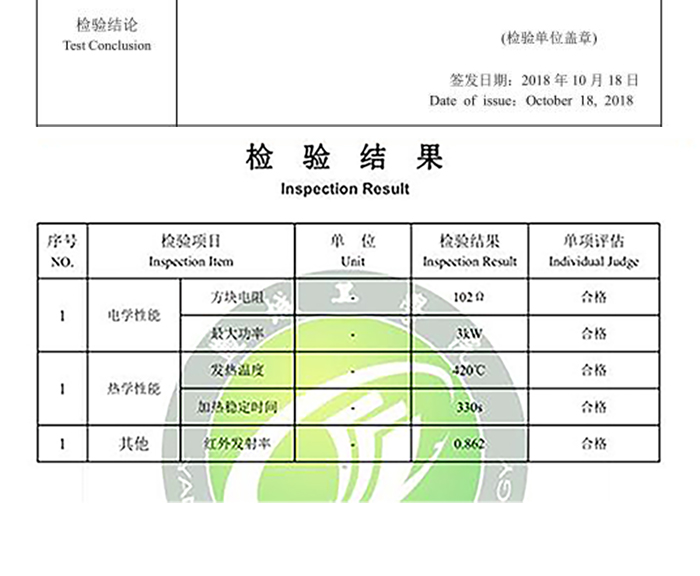 检验结论
Test Conclusion
(检验单位盖章)
签发日期：2018 年 10 月 18 日
Date of issue：October 18, 2018
检 验 结 果
Inspection Result
序号 检验项目 单 位 检验结果 单项评估
NO. Inspection Item Unit Inspection Result Individual Judge
1 电学性能 方块电阻 - 102Ω 合格
最大功率 - 3kW 合格
1 热学性能 发热温度 - 420℃ 合格
加热稳定时间 - 330s 合格
1 其他 红外发射率 - 0.862 合格